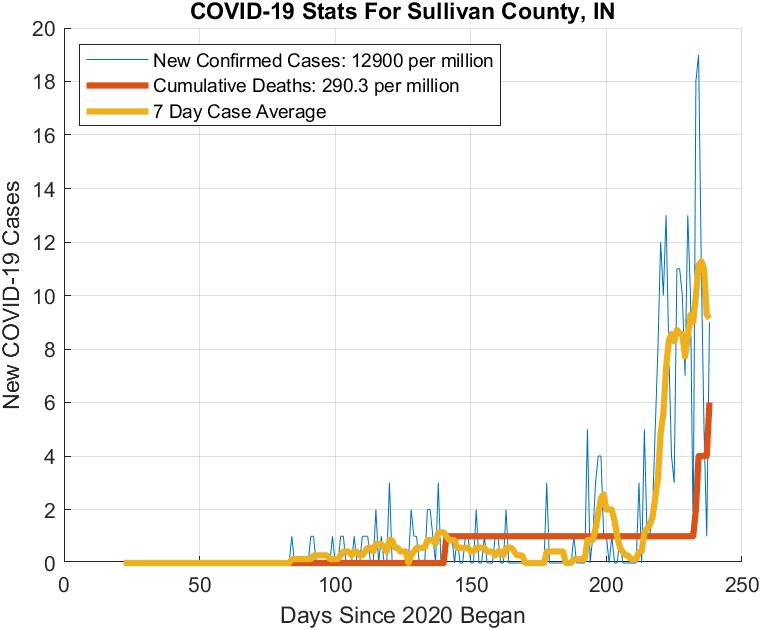 COVID-19 Stats For Sullivan County, IN
New Confirmed Cases: 12900 per million
Cumulative Deaths: 290.3 per million
7 Day Case Average
New COVID-19 Cases
20
18
16
14
12
10
8
6
4
2
0
0 50 100 150 200 250
Days Since 2020 Began